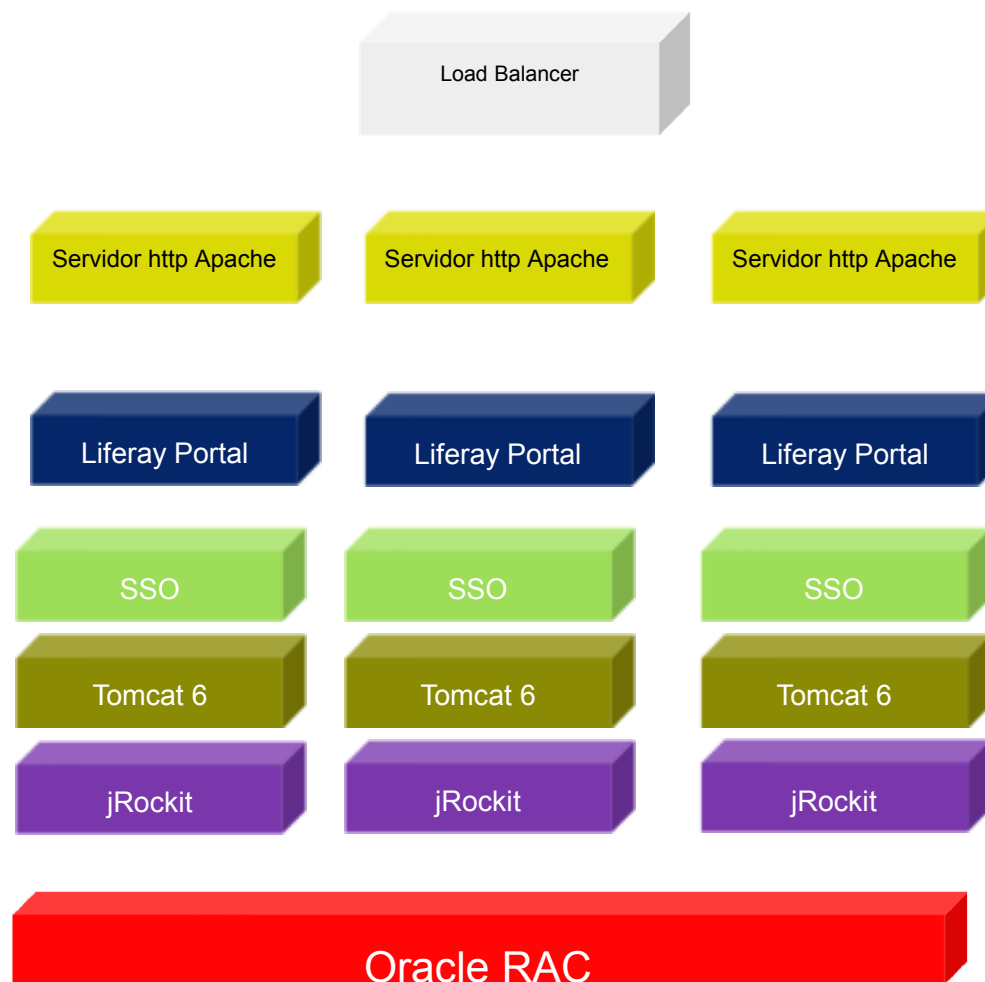 Load Balancer
Servidor http Apache
Servidor http Apache
Servidor http Apache
Liferay Portal
Liferay Portal
Liferay Portal
SSO
SSO
SSO
Tomcat 6
Tomcat 6
Tomcat 6
jRockit
jRockit
jRockit
Oracle RAC